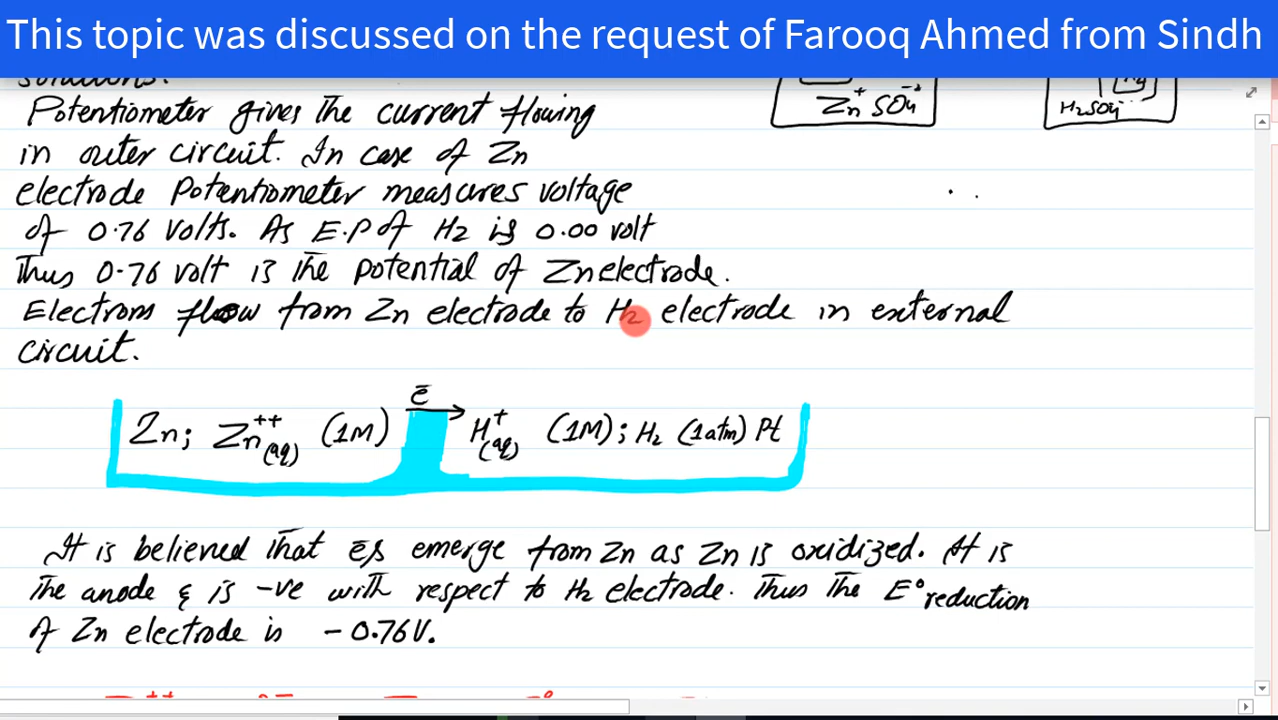 This topic was discussed on the request of Farooq Ahmed from Sindh
solutions.
Zn⁺ SO₄⁻²
H₂SO₄
Potentiometer gives the current flowing
in outer circuit. In case of Zn
electrode Potentiometer measures voltage
of 0.76 Volts. As E.P of H₂ is 0.00 volt
Thus 0.76 volt is the potential of Zn electrode.
Electrons flow from Zn electrode to H₂ electrode in external
circuit.
ē
Zn; Zn⁺⁺(aq) (1M) → H⁺(aq) (1M); H₂ (1atm) Pt
It is believed that ēs emerge from Zn as Zn is oxidized. It is
The anode & is -ve with respect to H₂ electrode. Thus The E° reduction
of Zn electrode is - 0.76V.